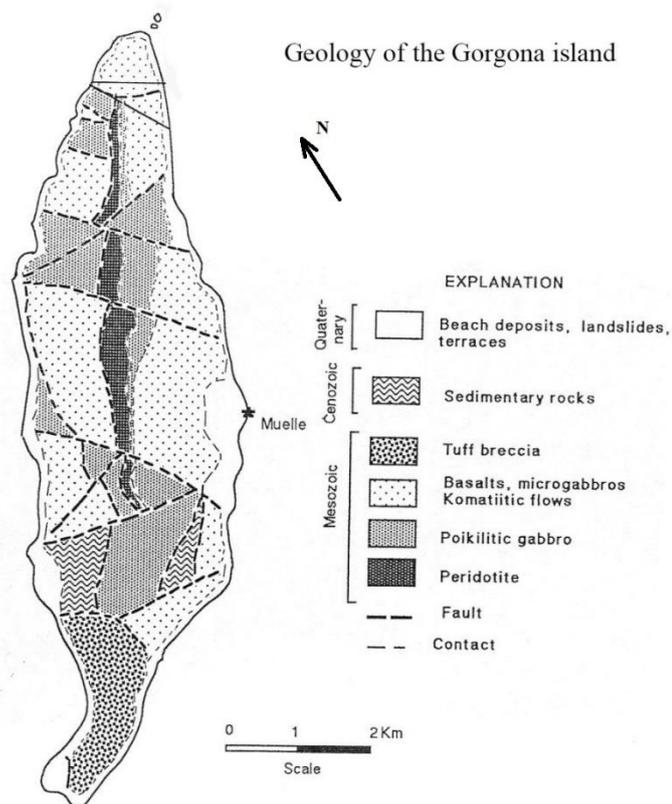 Geology of the Gorgona island
N
EXPLANATION
Quater-
nary
Beach deposits, landslides,
terraces
Cenozoic
Sedimentary rocks
Muelle
Mesozoic
Tuff breccia
Basalts, microgabbros
Komatiitic flows
Poikilitic gabbro
Peridotite
Fault
Contact
0 1 2 Km
Scale